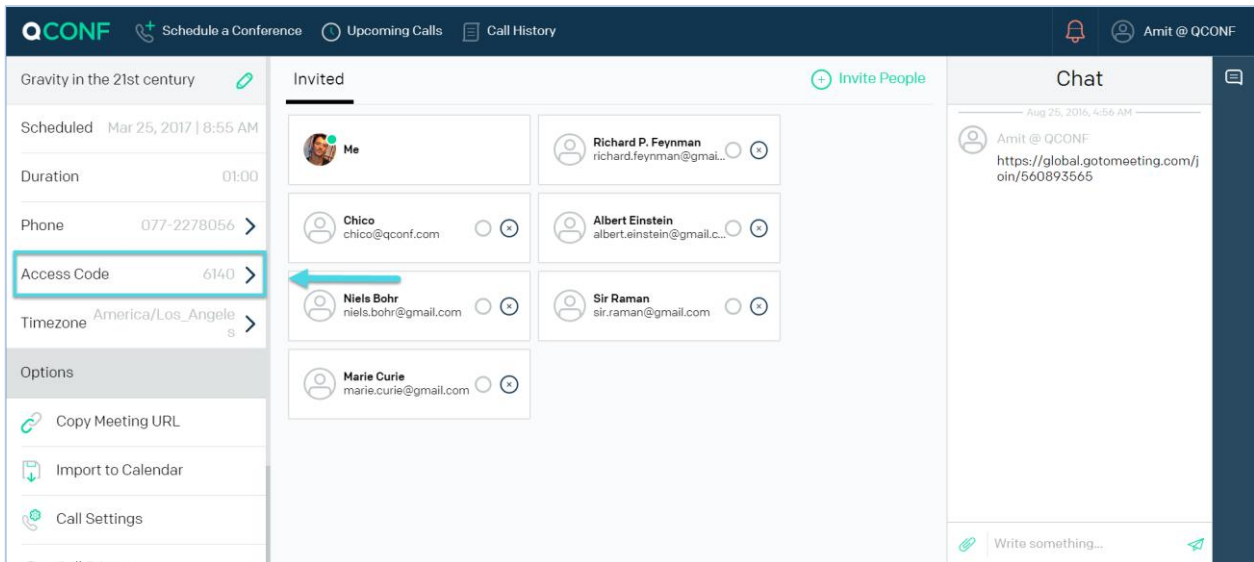 QCONF
Schedule a Conference
Upcoming Calls
Call History
Amit @ QCONF
Gravity in the 21st century
Scheduled Mar 25, 2017 | 8:55 AM
Duration 01:00
Phone 077-2278056
Access Code 6140
Timezone America/Los_Angele
s
Options
Copy Meeting URL
Import to Calendar
Call Settings
Invited
Invite People
Me
Richard P. Feynman
richard.feynman@gmai...
Chico
chico@qconf.com
Albert Einstein
albert.einstein@gmail.c...
Niels Bohr
niels.bohr@gmail.com
Sir Raman
sir.raman@gmail.com
Marie Curie
marie.curie@gmail.com
Chat
Aug 25, 2016, 4:56 AM
Amit @ QCONF
https://global.gotomeeting.com/j
oin/560893565
Write something...